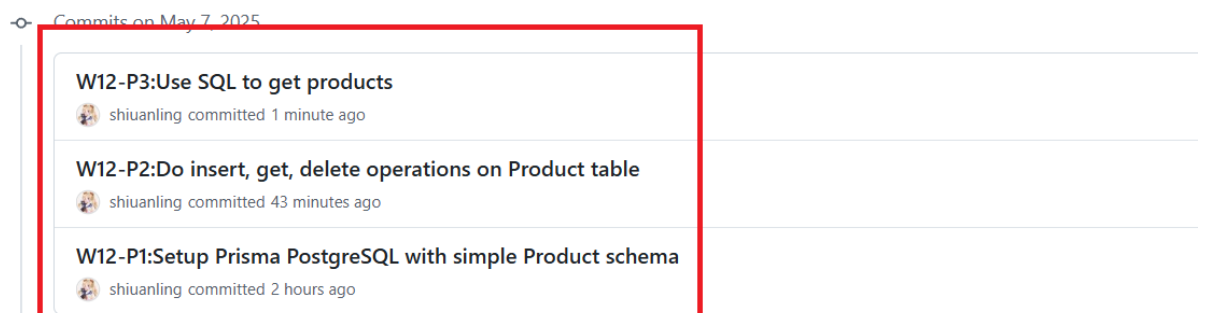 Commits on May 7, 2025
W12-P3:Use SQL to get products
shiuanling committed 1 minute ago
W12-P2:Do insert, get, delete operations on Product table
shiuanling committed 43 minutes ago
W12-P1:Setup Prisma PostgreSQL with simple Product schema
shiuanling committed 2 hours ago